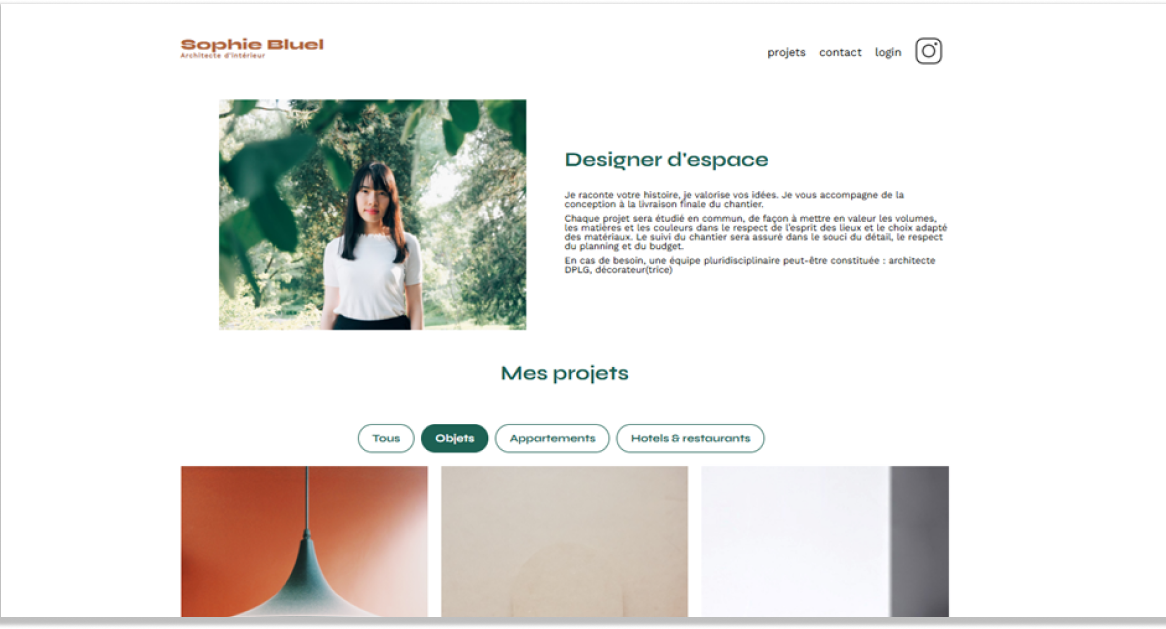 Sophie Bluel
Architecte d'intérieur
projets contact login
Designer d'espace
Je raconte votre histoire, je valorise vos idées. Je vous accompagne de la
conception à la livraison finale du chantier.
Chaque projet sera étudié en commun, de façon à mettre en valeur les volumes,
les matières et les couleurs dans le respect de l'esprit des lieux et le choix adapté
des matériaux. Le suivi du chantier sera assuré dans le souci du détail, le respect
du planning et du budget.
En cas de besoin, une équipe pluridisciplinaire peut-être constituée : architecte
DPLG, décorateur(trice)
Mes projets
Tous Objets Appartements Hotels & restaurants